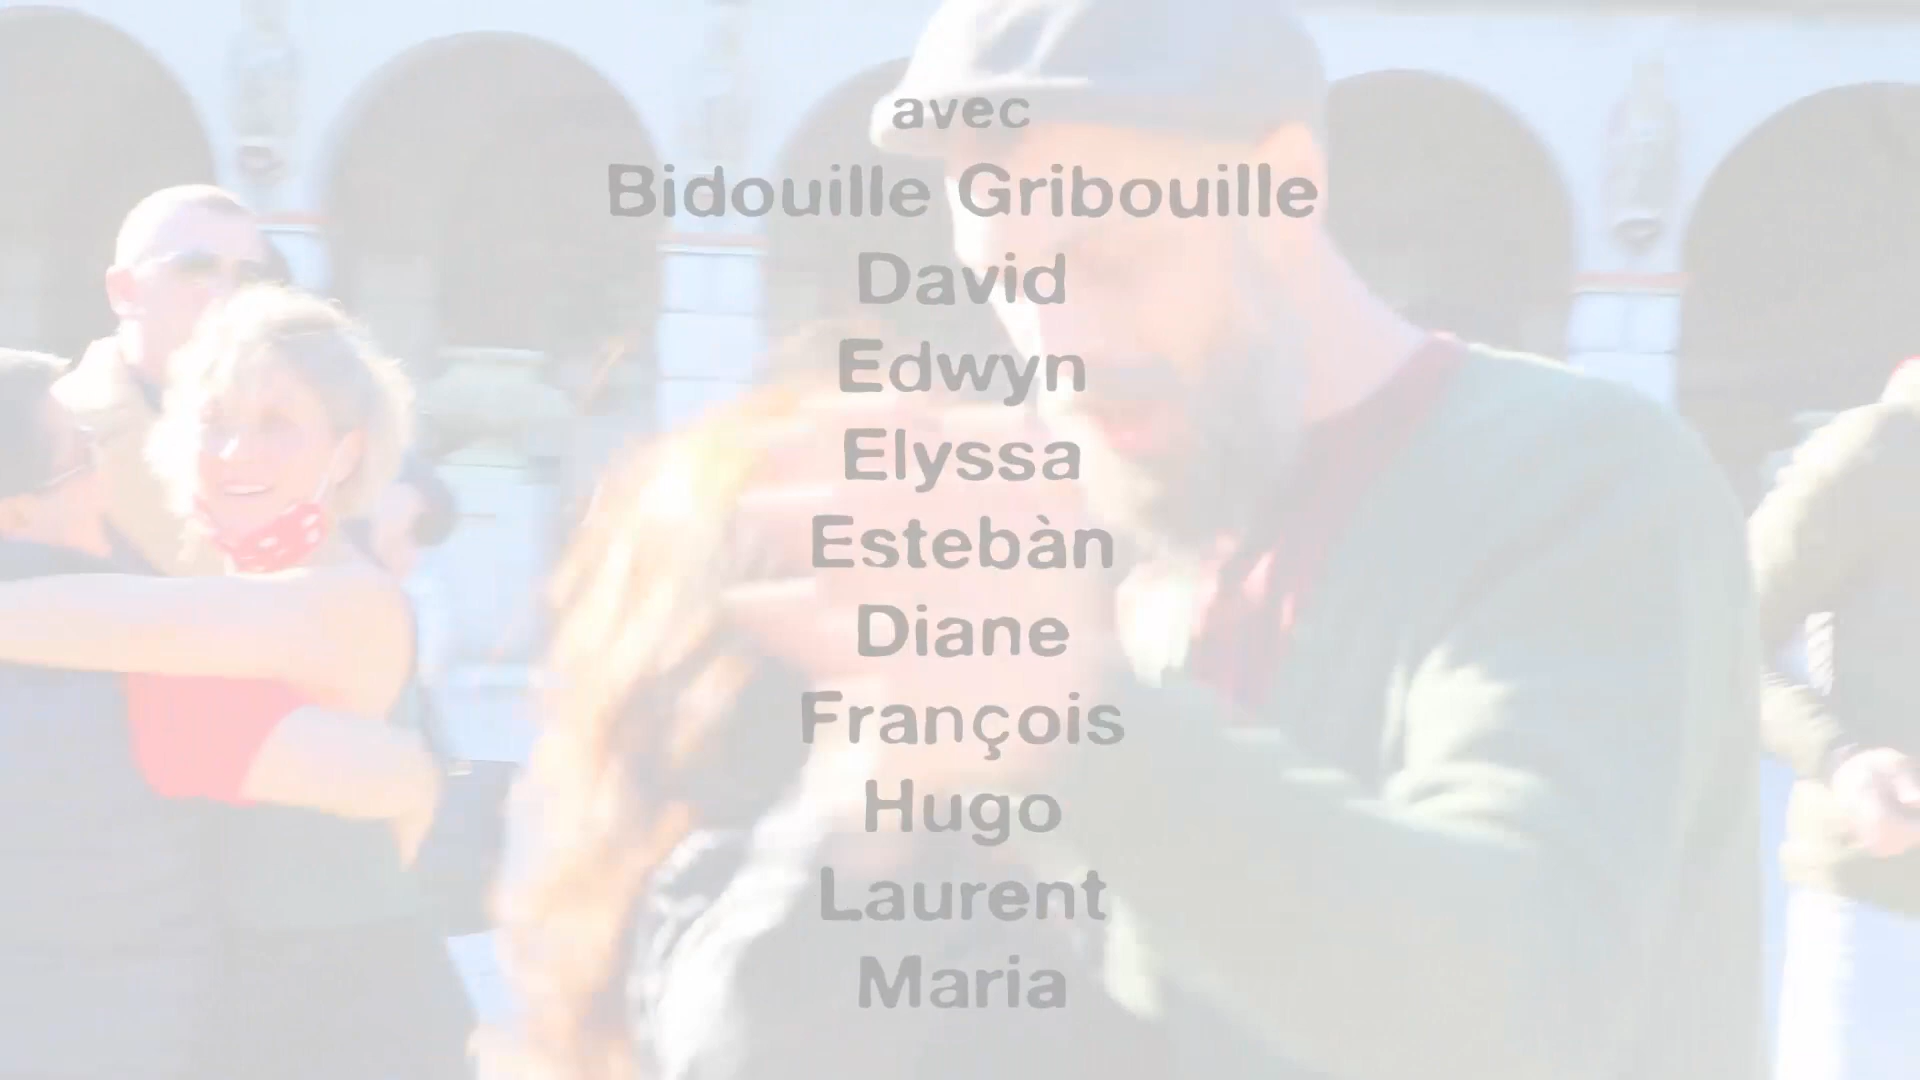 avec
Bidouille Gribouille
David
Edwyn
Elyssa
Estebàn
Diane
François
Hugo
Laurent
Maria